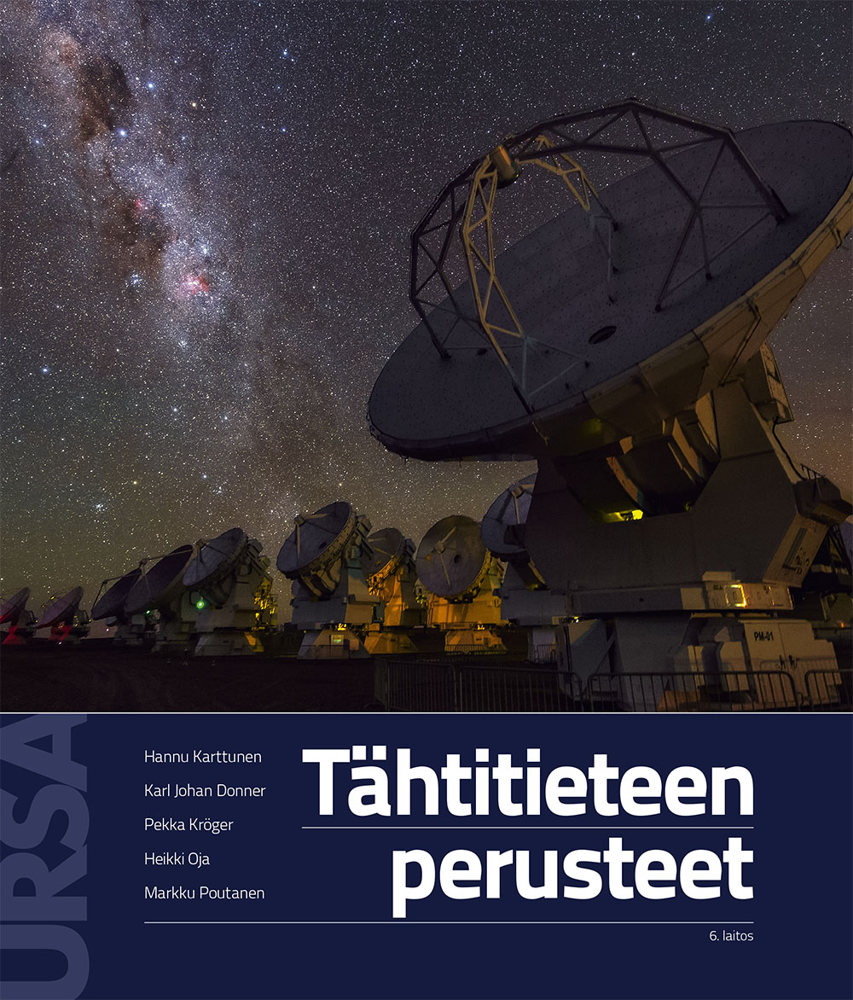 PM-01
URSA
Hannu Karttunen
Karl Johan Donner
Pekka Kröger
Heikki Oja
Markku Poutanen
Tähtitieteen
perusteet
6. laitos